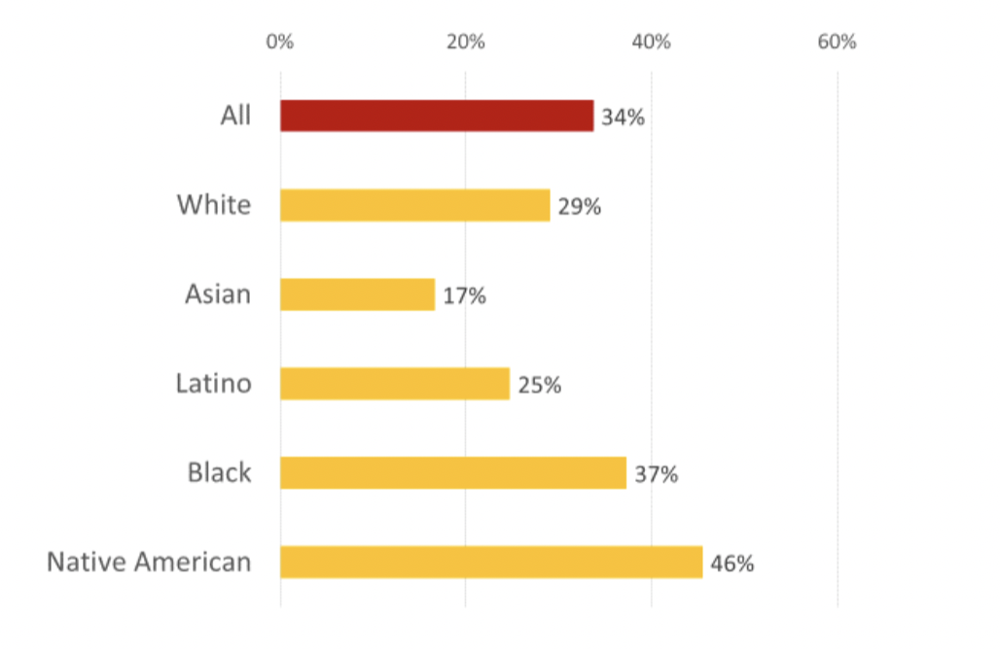 0% 20% 40% 60%
All 34%
White 29%
Asian 17%
Latino 25%
Black 37%
Native American 46%